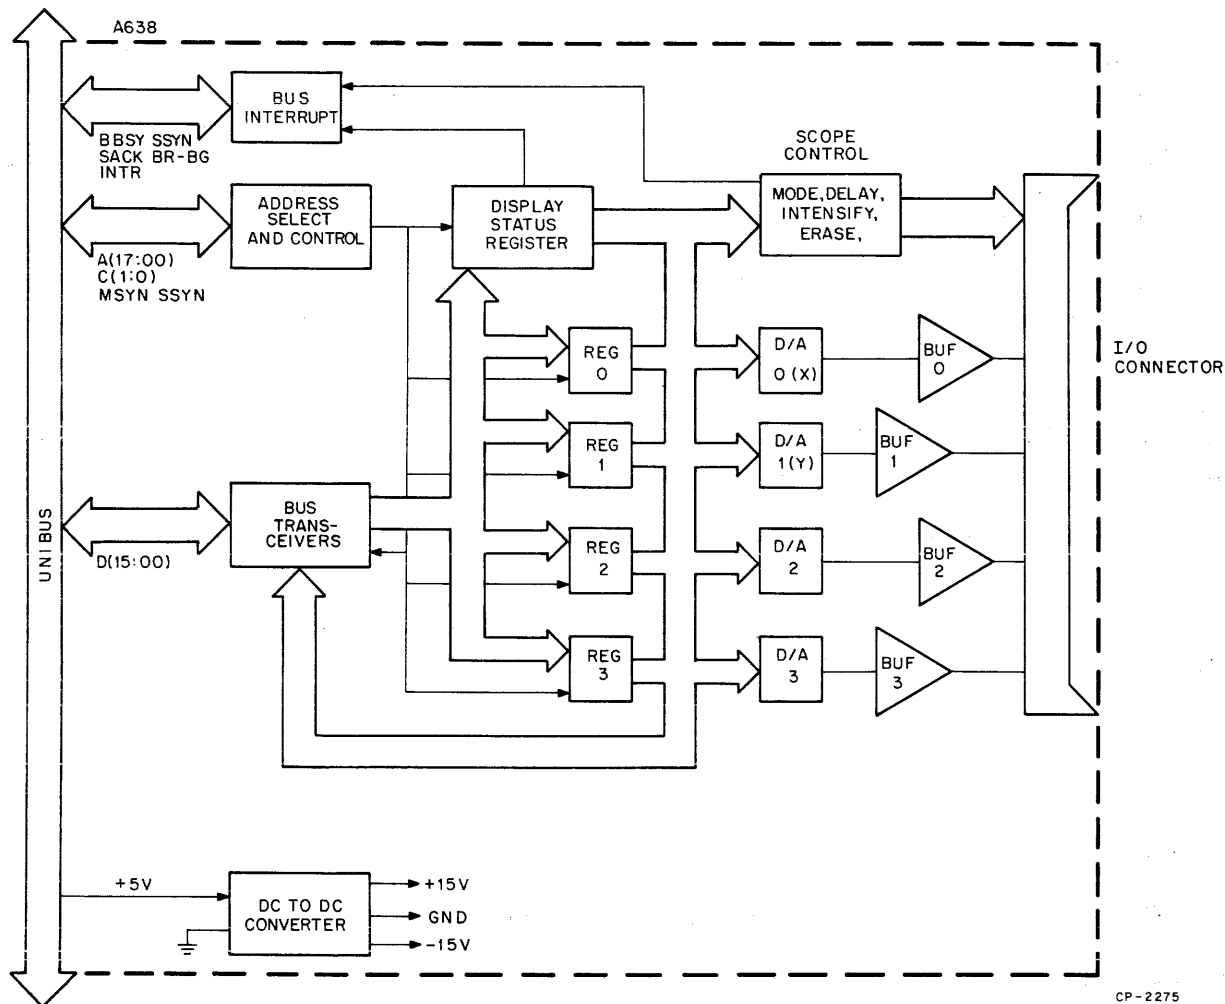 A638
BUS
INTERRUPT
BBSY SSYN
SACK BR-BG
INTR
SCOPE
CONTROL
ADDRESS
SELECT
AND CONTROL
DISPLAY
STATUS
REGISTER
MODE, DELAY,
INTENSIFY,
ERASE,
A(17:00)
C(1:0)
MSYN SSYN
REG
0
D/A
0 (X)
BUF
0
I/O
CONNECTOR
REG
1
D/A
1(Y)
BUF
1
UNIBUS
BUS
TRANS-
CEIVERS
D(15:00)
REG
2
D/A
2
BUF
2
REG
3
D/A
3
BUF
3
+5V
DC TO DC
CONVERTER
+15V
GND
-15V
CP-2275